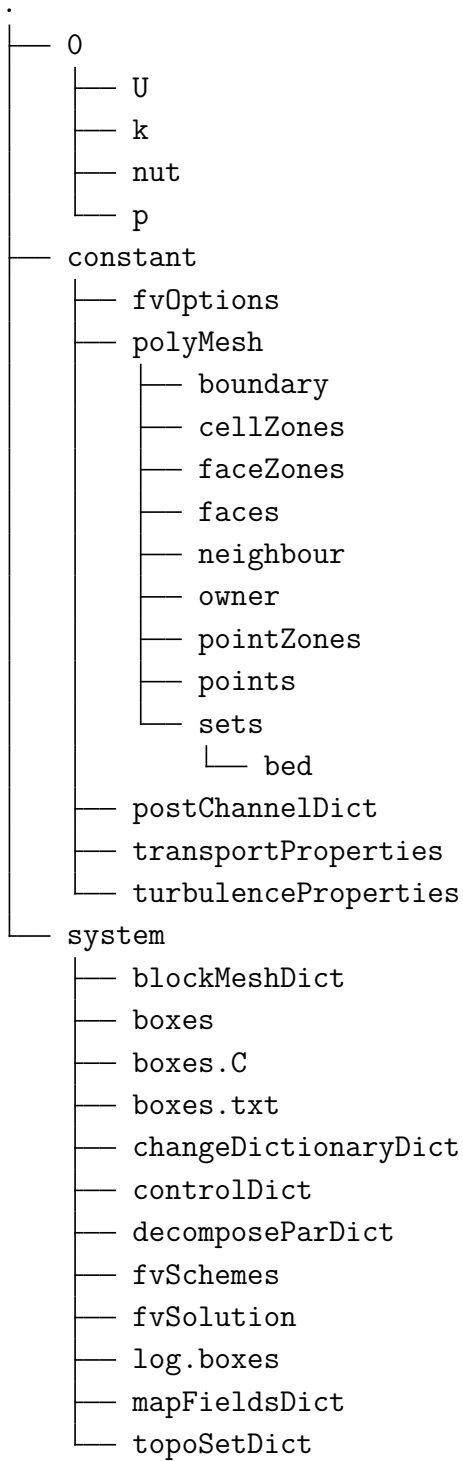 .
├── 0
│   ├── U
│   ├── k
│   ├── nut
│   └── p
├── constant
│   ├── fvOptions
│   ├── polyMesh
│   │   ├── boundary
│   │   ├── cellZones
│   │   ├── faceZones
│   │   ├── faces
│   │   ├── neighbour
│   │   ├── owner
│   │   ├── pointZones
│   │   ├── points
│   │   └── sets
│   │       └── bed
│   ├── postChannelDict
│   ├── transportProperties
│   └── turbulenceProperties
└── system
    ├── blockMeshDict
    ├── boxes
    ├── boxes.C
    ├── boxes.txt
    ├── changeDictionaryDict
    ├── controlDict
    ├── decomposeParDict
    ├── fvSchemes
    ├── fvSolution
    ├── log.boxes
    ├── mapFieldsDict
    └── topoSetDict